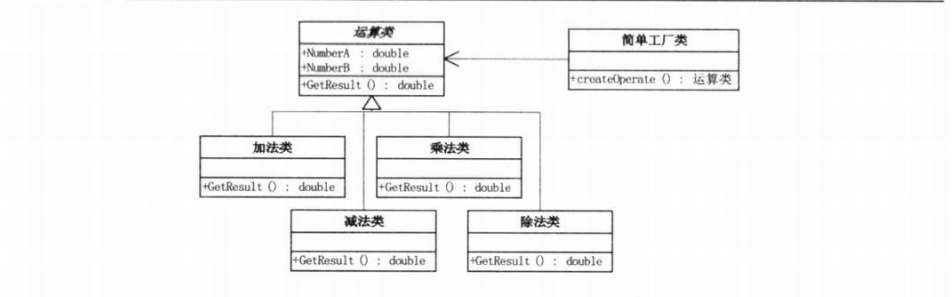 运算类
+NumberA : double
+NumberB : double
+GetResult () : double
简单工厂类
+createOperate () : 运算类
加法类
+GetResult () : double
乘法类
+GetResult () : double
减法类
+GetResult () : double
除法类
+GetResult () : double